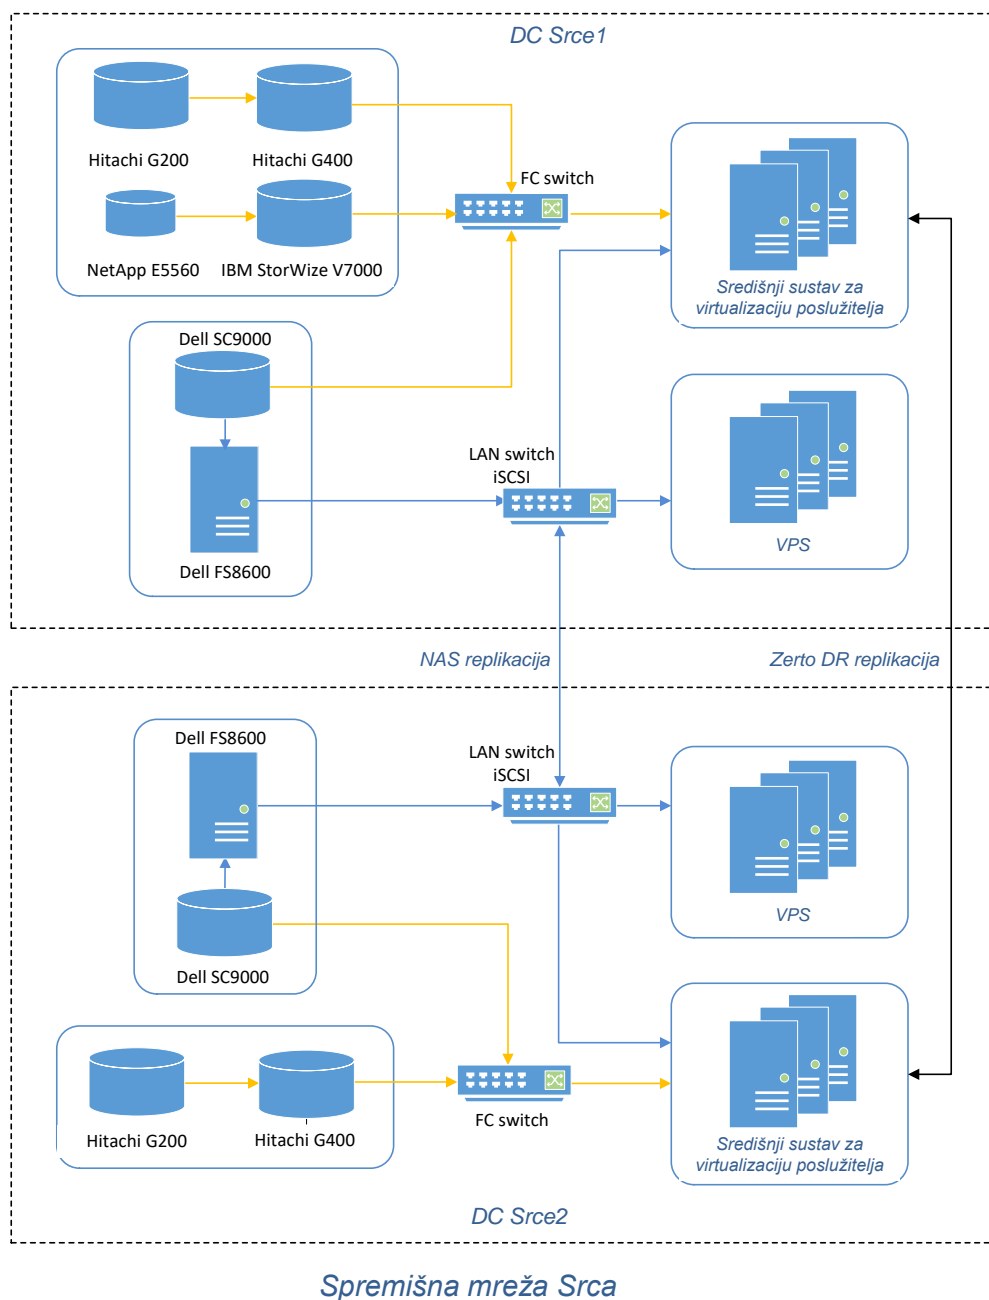 DC Srce1
Hitachi G200
Hitachi G400
FC switch
NetApp E5560
IBM StorWize V7000
Središnji sustav za
virtualizaciju poslužitelja
Dell SC9000
LAN switch
iSCSI
VPS
Dell FS8600
NAS replikacija
Zerto DR replikacija
Dell FS8600
LAN switch
iSCSI
VPS
Dell SC9000
FC switch
Hitachi G200
Hitachi G400
Središnji sustav za
virtualizaciju poslužitelja
DC Srce2
Spremišna mreža Srca